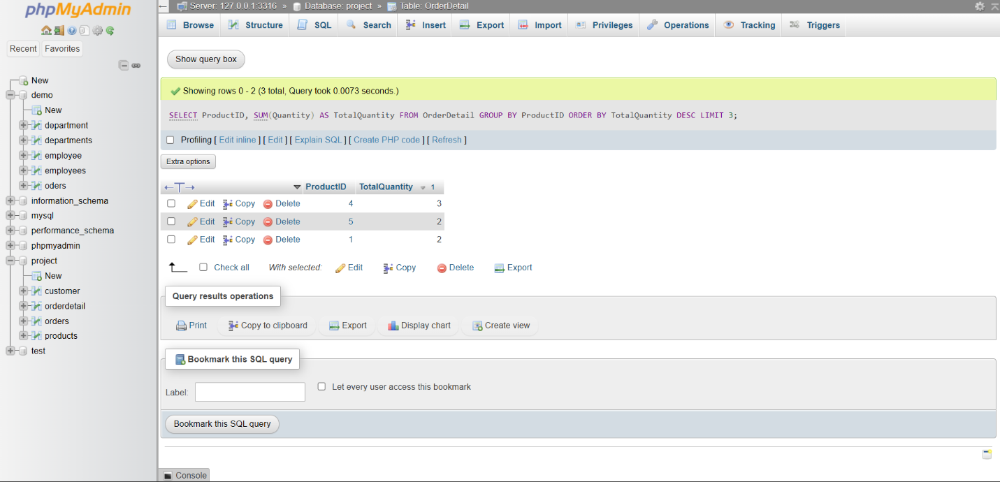 phpMyAdmin
Recent Favorites
New
demo
New
department
departments
employee
employees
oders
information_schema
mysql
performance_schema
phpmyadmin
project
New
customer
orderdetail
orders
products
test
Server: 127.0.0.1:3316 » Database: project » Table: OrderDetail
Browse Structure SQL Search Insert Export Import Privileges Operations Tracking Triggers
Show query box
Showing rows 0 - 2 (3 total, Query took 0.0073 seconds.)
SELECT ProductID, SUM(Quantity) AS TotalQuantity FROM OrderDetail GROUP BY ProductID ORDER BY TotalQuantity DESC LIMIT 3;
Profiling [ Edit inline ] [ Edit ] [ Explain SQL ] [ Create PHP code ] [ Refresh ]
Extra options
ProductID TotalQuantity 1
Edit Copy Delete 4 3
Edit Copy Delete 5 2
Edit Copy Delete 1 2
Check all With selected: Edit Copy Delete Export
Query results operations
Print Copy to clipboard Export Display chart Create view
Bookmark this SQL query
Label: Let every user access this bookmark
Bookmark this SQL query
Console